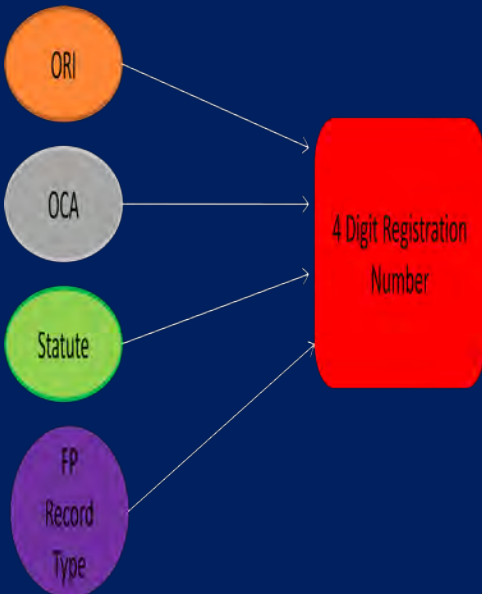 ORI
OCA
Statute
FP
Record
Type
4 Digit Registration
Number